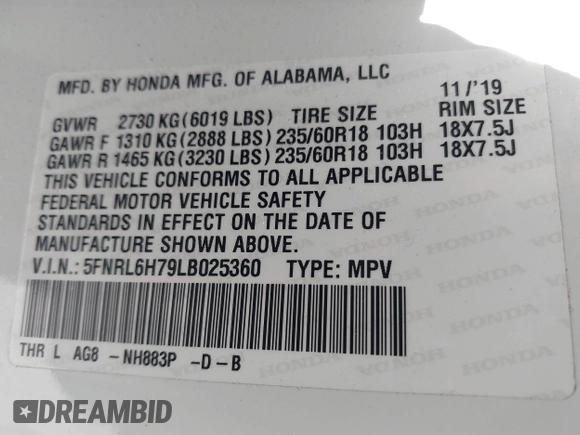 MFD. BY HONDA MFG. OF ALABAMA, LLC 11/'19
GVWR 2730 KG(6019 LBS) TIRE SIZE RIM SIZE
GAWR F 1310 KG(2888 LBS)235/60R18 103H 18X7.5J
GAWR R 1465 KG(3230 LBS)235/60R18 103H 18X7.5J
THIS VEHICLE CONFORMS TO ALL APPLICABLE
FEDERAL MOTOR VEHICLE SAFETY
STANDARDS IN EFFECT ON THE DATE OF
MANUFACTURE SHOWN ABOVE.
V.I.N.: 5FNRL6H79LB025360 TYPE: MPV
THR L AG8 -NH883P -D-B
DREAMBID